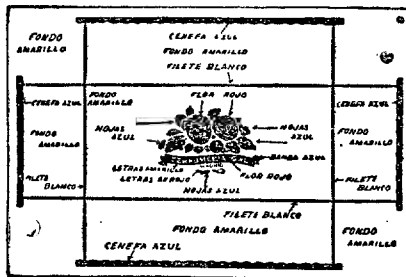 CENEFA AZUL
FONDO
AMARILLO
FONDO AMARILLO
FILETE BLANCO
FONDO
AMARILLO
CENEFA AZUL
FONDO
AMARILLO
FLOR ROJO
CENEFA AZUL
HOJAS
AZUL
HOJAS
AZUL
FONDO
AMARILLO
FONDO
AMARILLO
BANDA AZUL
LETRAS AMARILLO
LETRAS EN ROJO
FLOR ROJO
HOJAS AZUL
FILETE
BLANCO
FILETE
BLANCO
FILETE BLANCO
FONDO AMARILLO
FONDO
AMARILLO
CENEFA AZUL